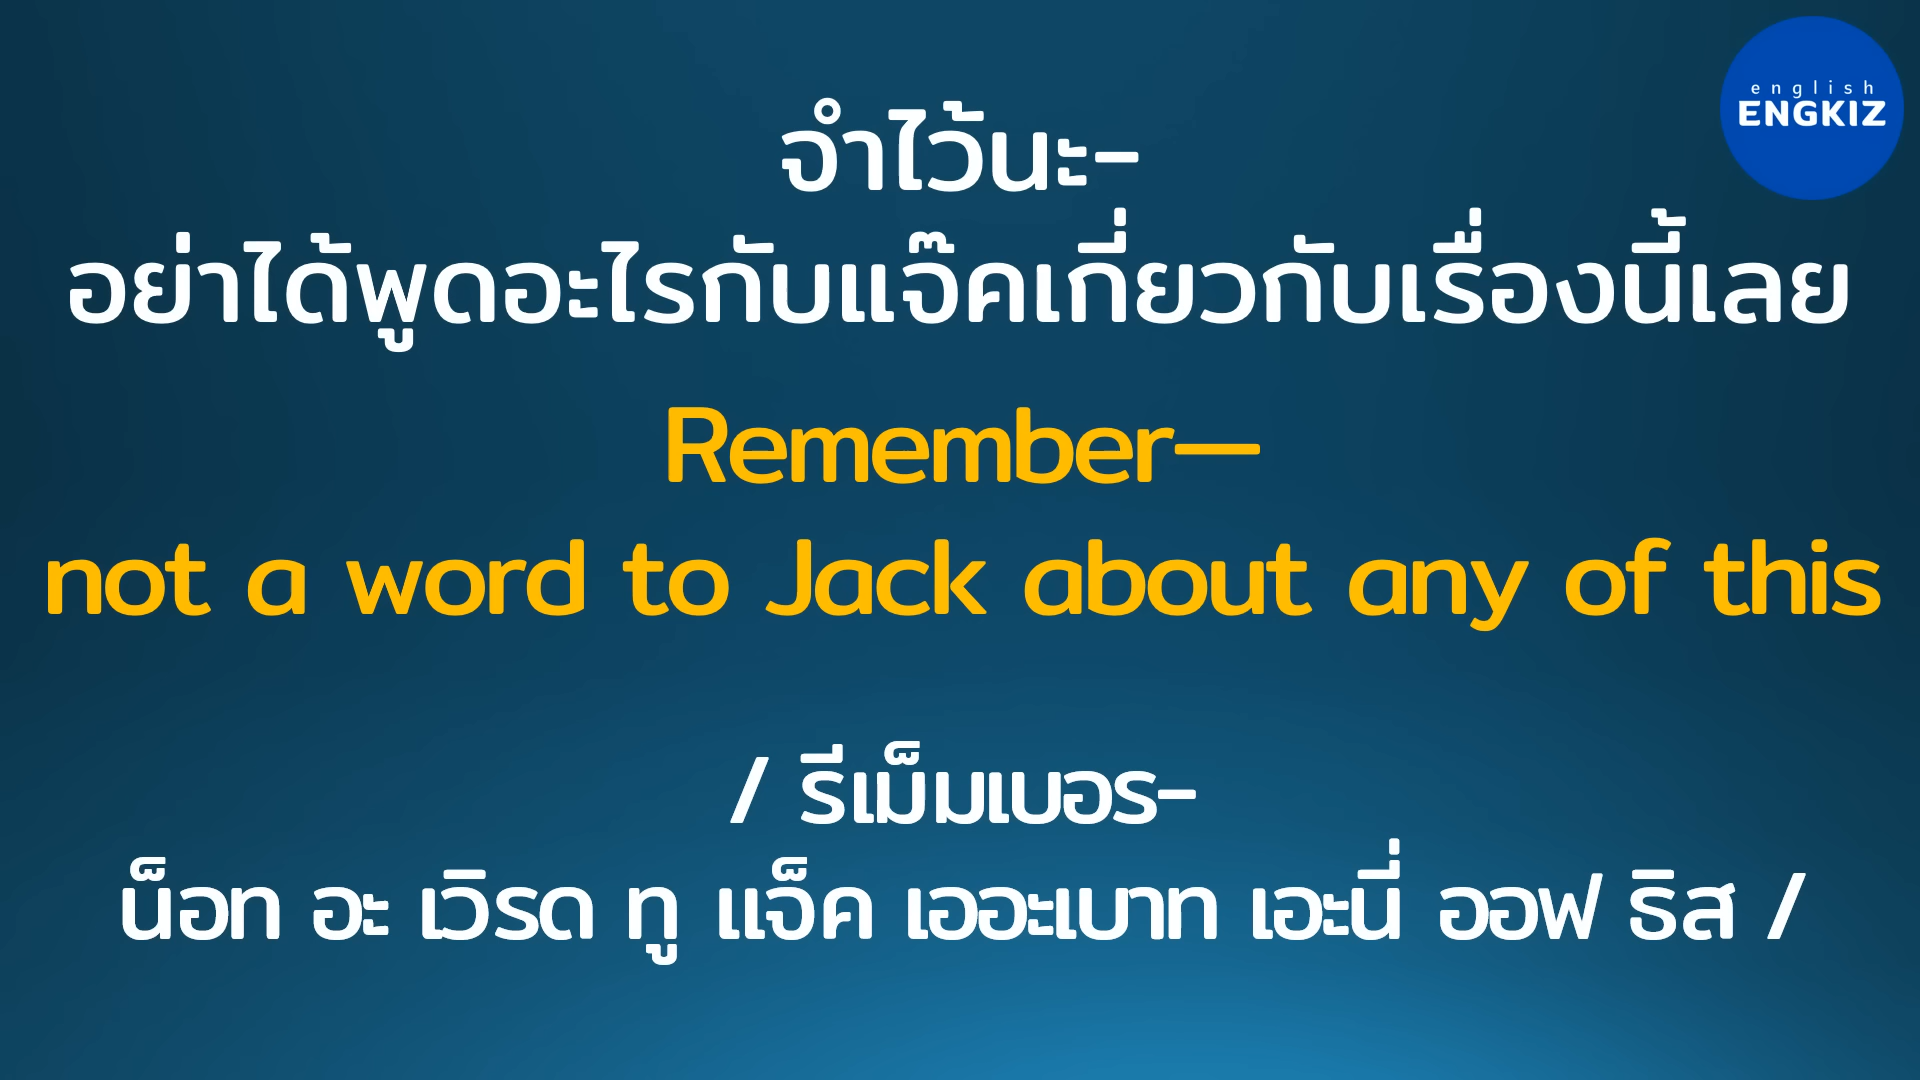 english
ENGKIZ
จำไว้นะ-
อย่าได้พูดอะไรกับแจ๊คเกี่ยวกับเรื่องนี้เลย
Remember—
not a word to Jack about any of this
/ รีเม็มเบอร-
น็อท อะ เวิรด ทู แจ็ค เออะเบาท เอะนี่ ออฟ ธิส /